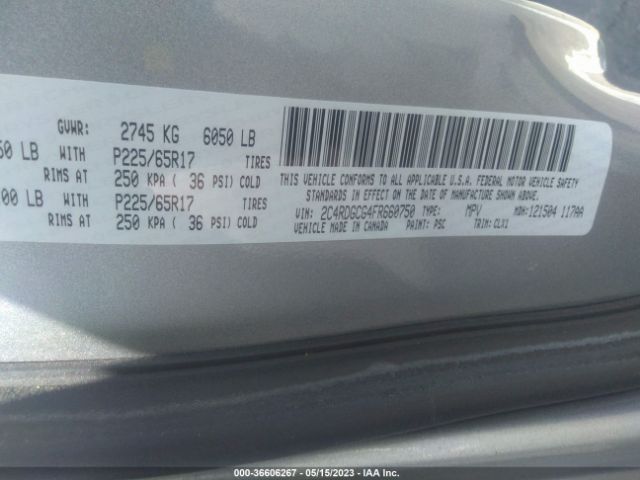 GVWR: 2745 KG 6050 LB
LB WITH P225/65R17 TIRES
RIMS AT 250 KPA ( 36 PSI) COLD
00 LB WITH P225/65R17 TIRES
RIMS AT 250 KPA ( 36 PSI) COLD
THIS VEHICLE CONFORMS TO ALL APPLICABLE U.S.A. FEDERAL MOTOR VEHICLE SAFETY
STANDARDS IN EFFECT ON THE DATE OF MANUFACTURE SHOWN ABOVE.
VIN: 2C4RDGCG4FR660750 TYPE: MPV MDH: 121504 117AA
VEHICLE MADE IN CANADA PAINT: PSC TRIM: CLX1
000-36606267 - 05/15/2023 - IAA Inc.